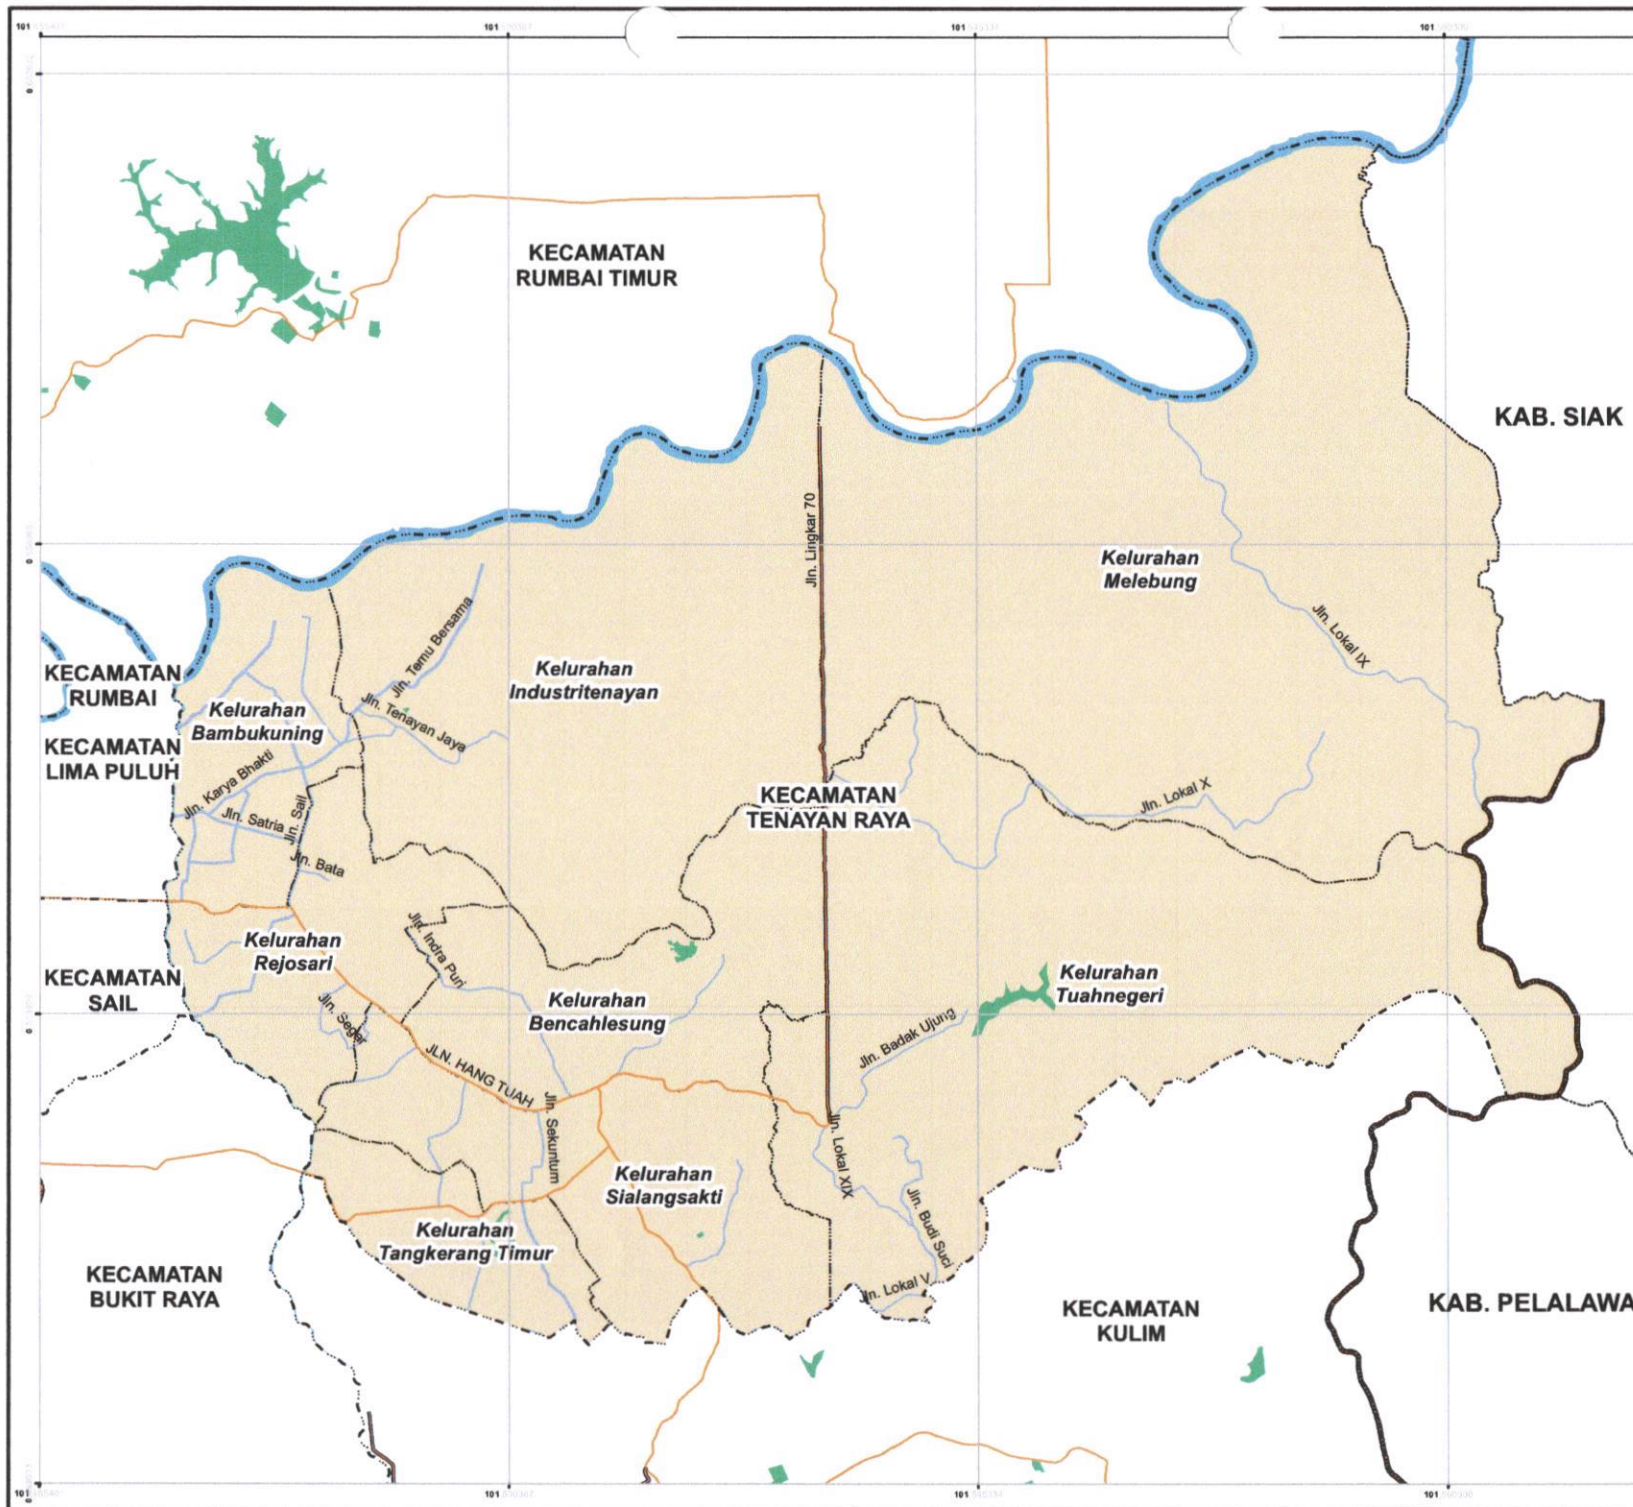 KECAMATAN
RUMBAI TIMUR
KAB. SIAK
Jln. Lingkar 70
Kelurahan
Melebung
Jln. Lokal IX
Jln. Temu Bersama
Kelurahan
Industritenayan
KECAMATAN
RUMBAI
Kelurahan
Bambukuning
Jln. Tenayan Jaya
KECAMATAN
LIMA PULUH
Jln. Karya Bhakti
Jln. Satria
Jln. Sail
Jln. Bata
KECAMATAN
TENAYAN RAYA
Jln. Lokal X
Kelurahan
Rejosari
Jln. Indra Puri
KECAMATAN
SAIL
Jln. Segar
Kelurahan
Bencahlesung
Kelurahan
Tuahnegeri
Jln. Badak Ujung
JLN. HANG TUAH
Jln. Sekuntum
Jln. Lokal XIX
Kelurahan
Sialangsakti
Jln. Budi Suci
Kelurahan
Tangkerang Timur
Jln. Lokal V
KECAMATAN
BUKIT RAYA
KECAMATAN
KULIM
KAB. PELALAWA